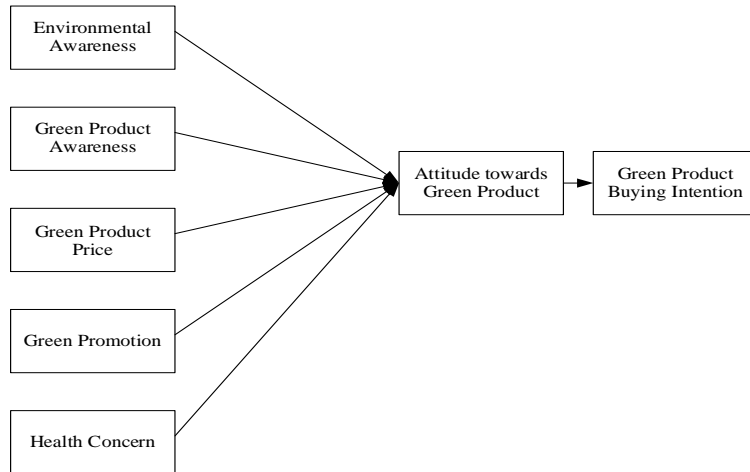 Environmental
Awareness
Green Product
Awareness
Green Product
Price
Green Promotion
Health Concern
Attitude towards
Green Product
Green Product
Buying Intention